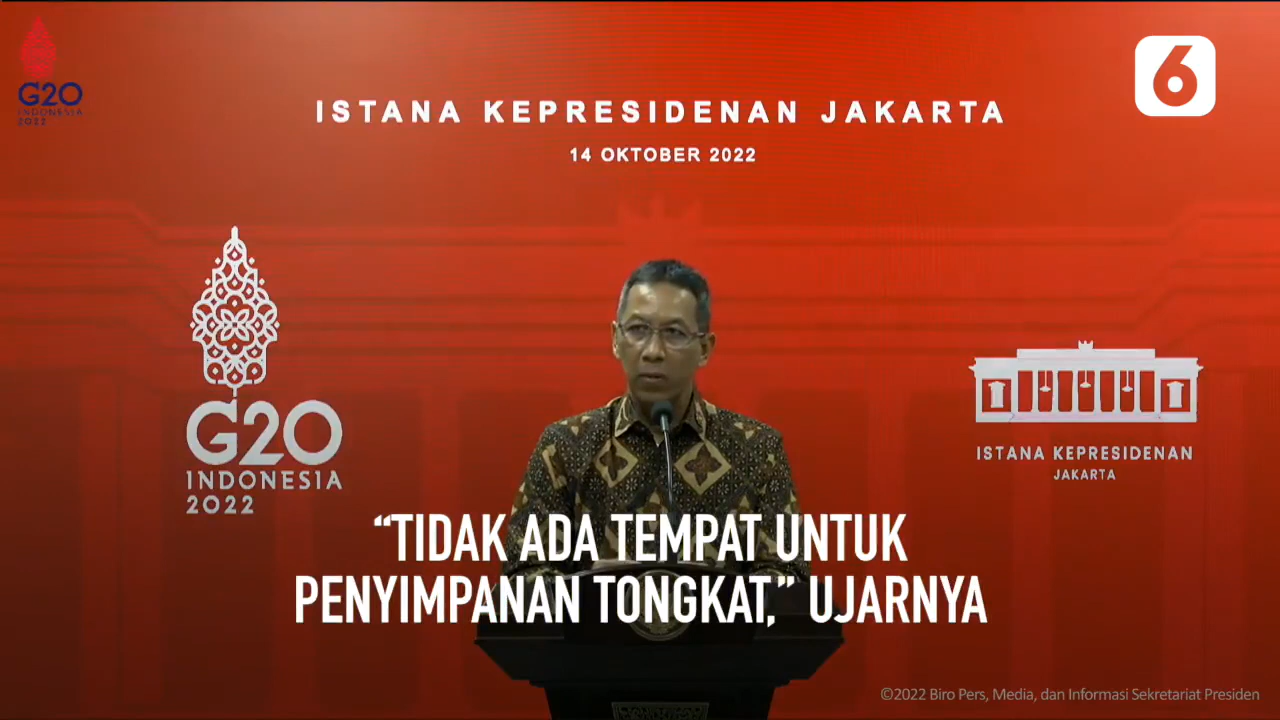 G20
INDONESIA
2022
6
ISTANA KEPRESIDENAN JAKARTA
14 OKTOBER 2022
G20
INDONESIA
2022
ISTANA KEPRESIDENAN
JAKARTA
“TIDAK ADA TEMPAT UNTUK
PENYIMPANAN TONGKAT,” UJARNYA
©2022 Biro Pers, Media, dan Informasi Sekretariat Presiden